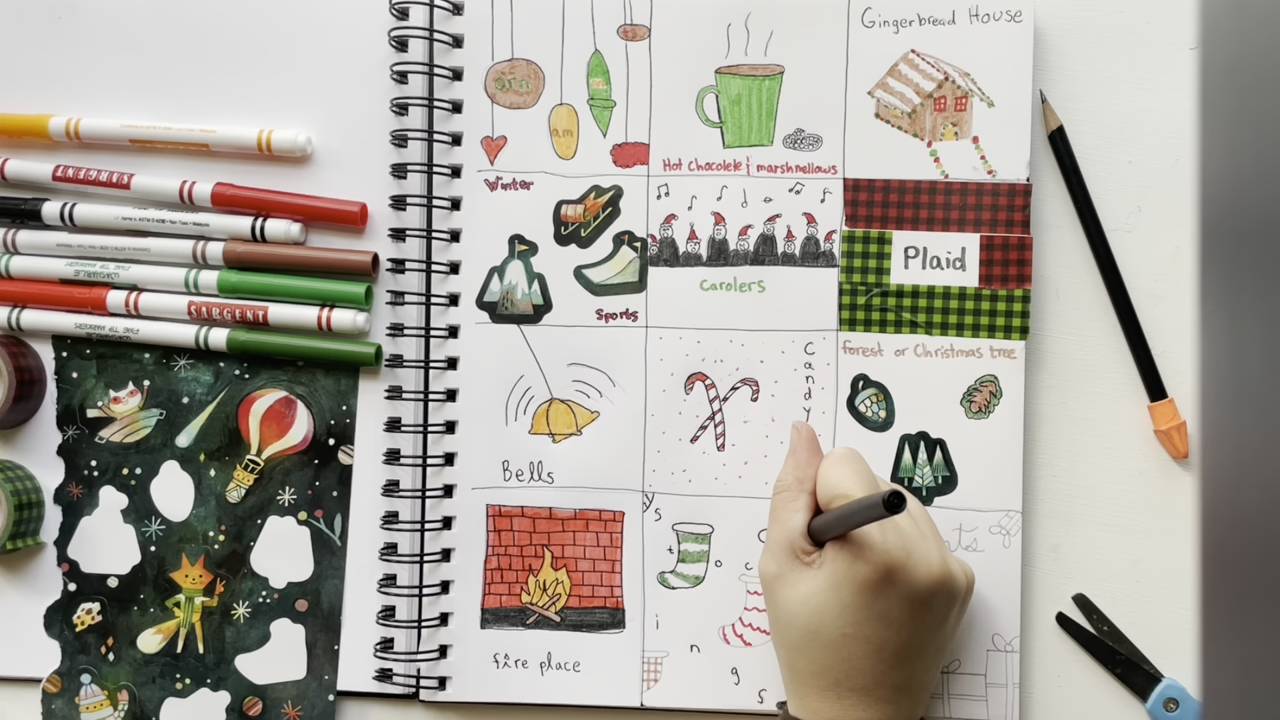 Gingerbread House
am
Hot Chocolate & marshmellows
Winter
SARGENT
Plaid
Carolers
Sports
SARGENT
forest or Christmas tree
Candy
Bells
fire place
s
t
o
c
i
n
g
s